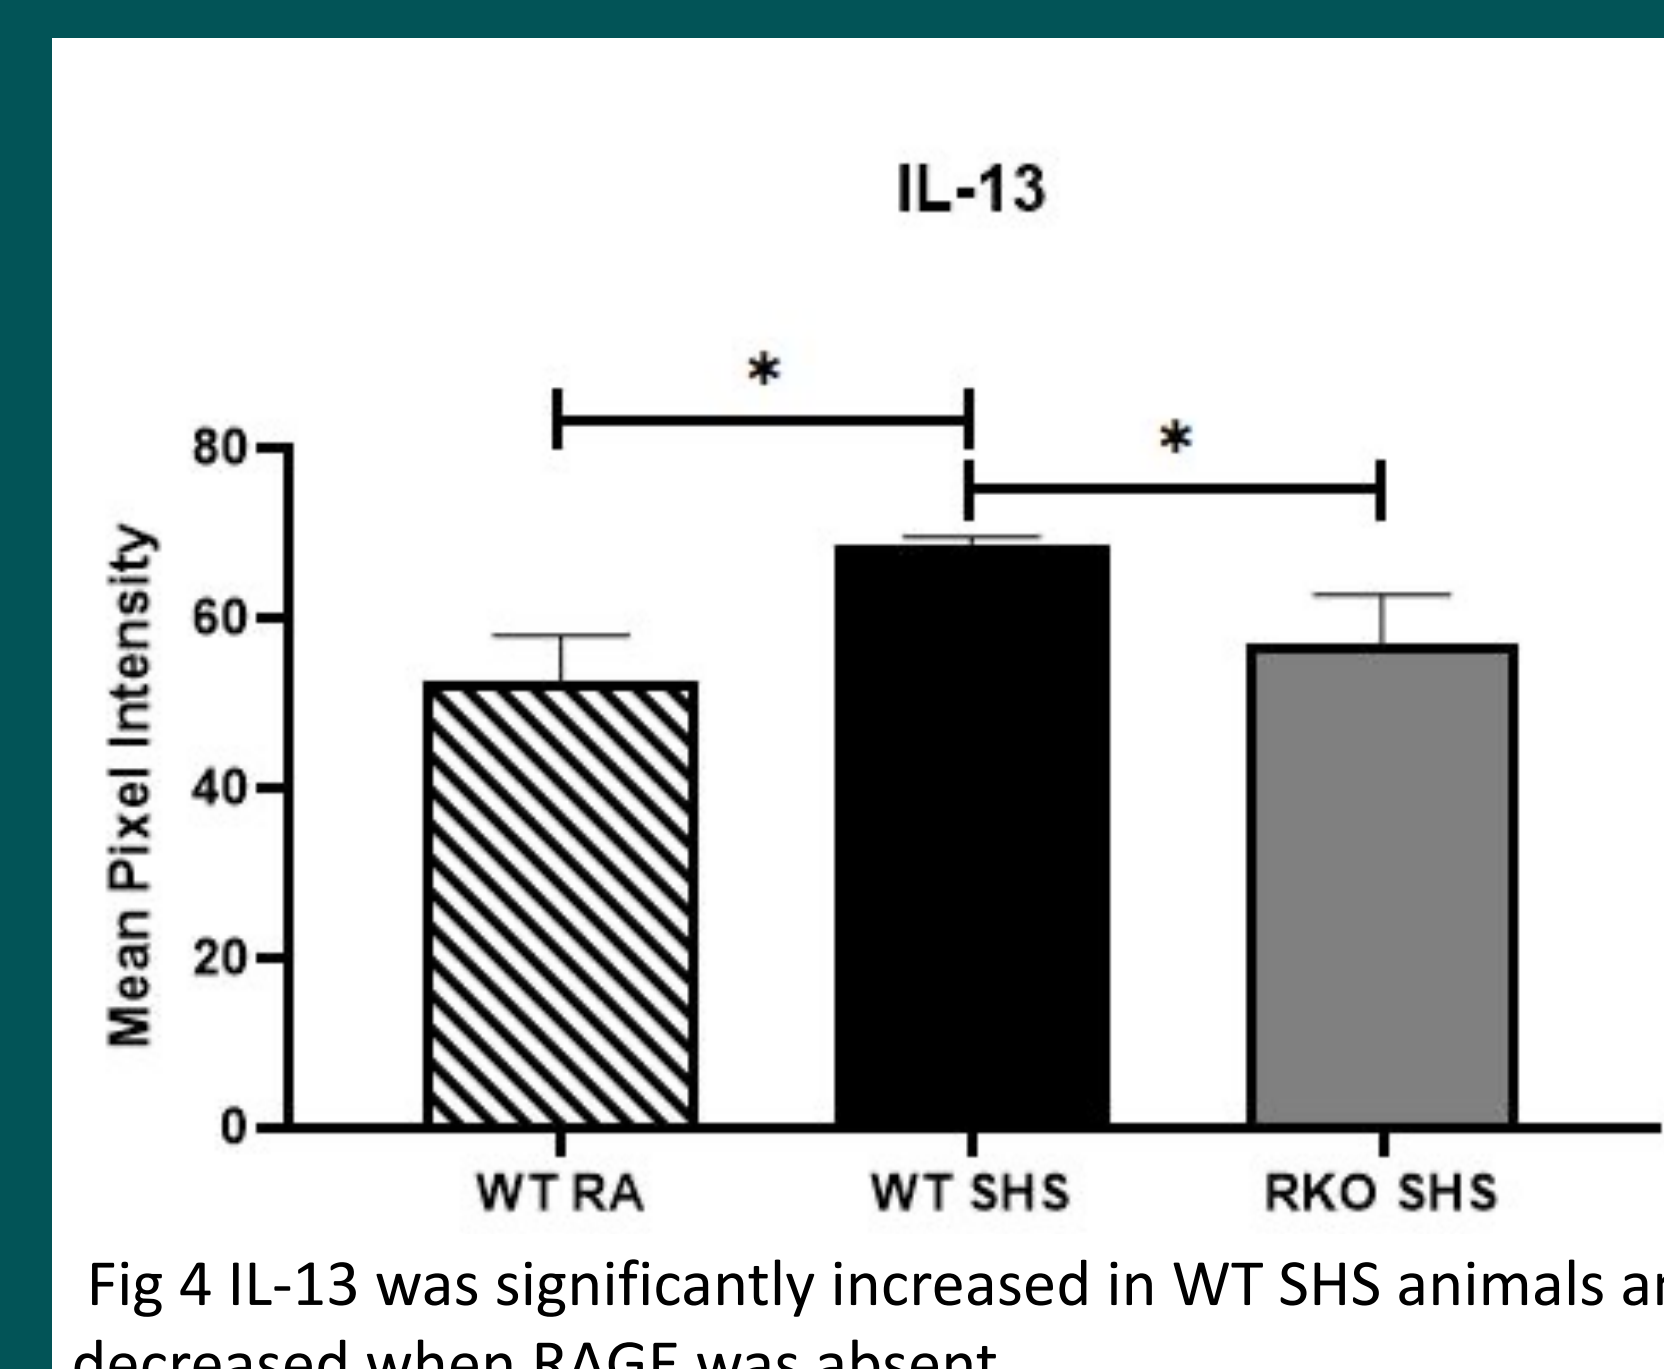 IL-13
*
*
80
60
40
20
0
Mean Pixel Intensity
WT RA
WT SHS
RKO SHS
Fig 4 IL-13 was significantly increased in WT SHS animals
decreased when RAGE was absent